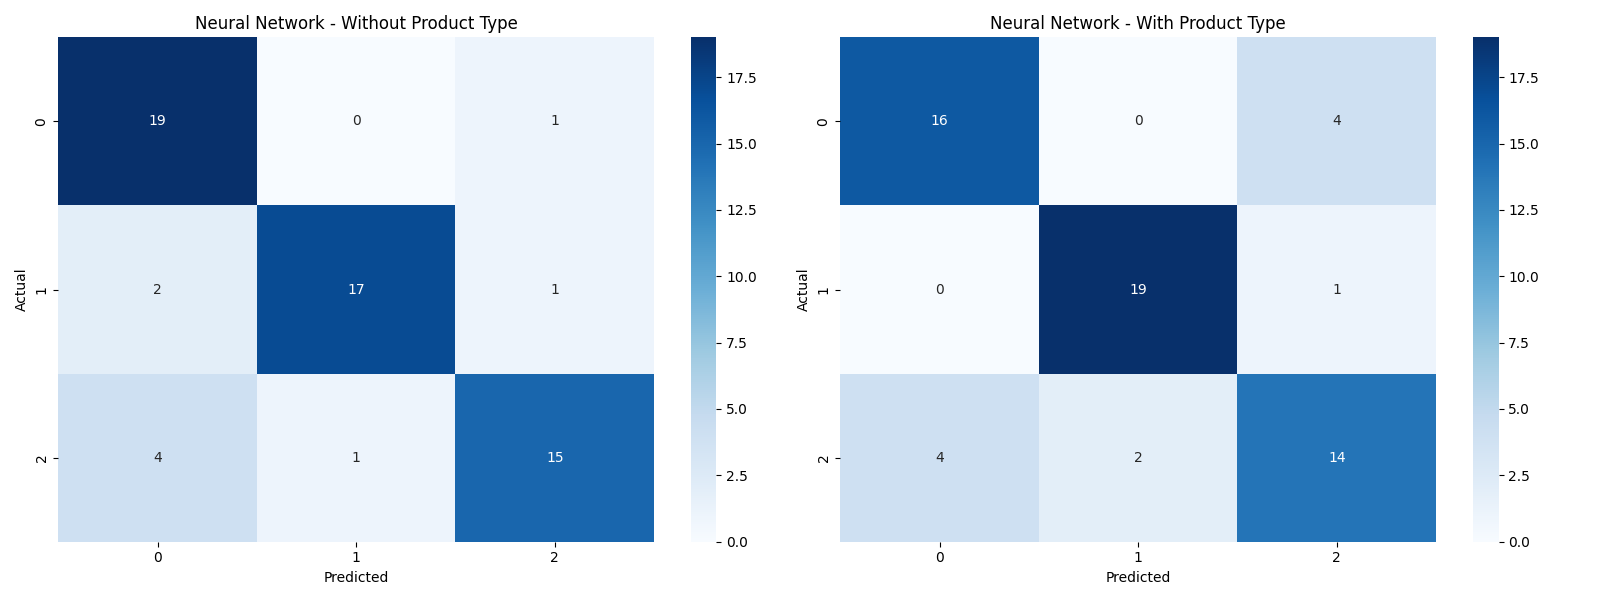 Neural Network - Without Product Type
Actual
0
1
2
19 0 1
2 17 1
4 1 15
0 1 2
Predicted
17.5
15.0
12.5
10.0
7.5
5.0
2.5
0.0
Neural Network - With Product Type
Actual
0
1
2
16 0 4
0 19 1
4 2 14
0 1 2
Predicted
17.5
15.0
12.5
10.0
7.5
5.0
2.5
0.0